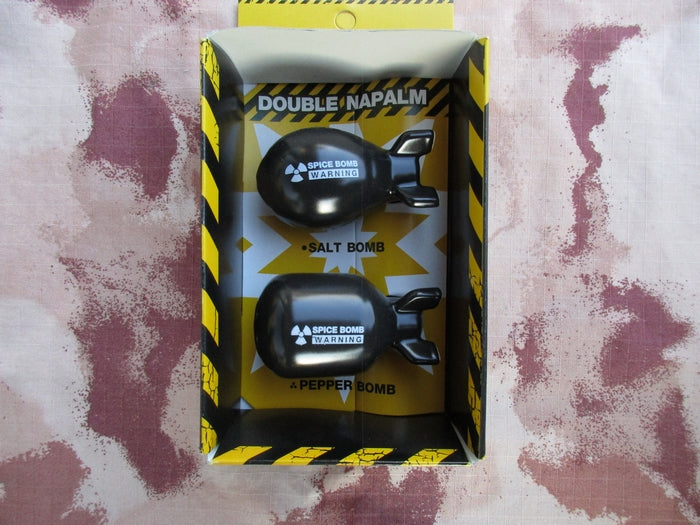 DOUBLE NAPALM
SPICE BOMB
WARNING
•SALT BOMB
SPICE BOMB
WARNING
PEPPER BOMB